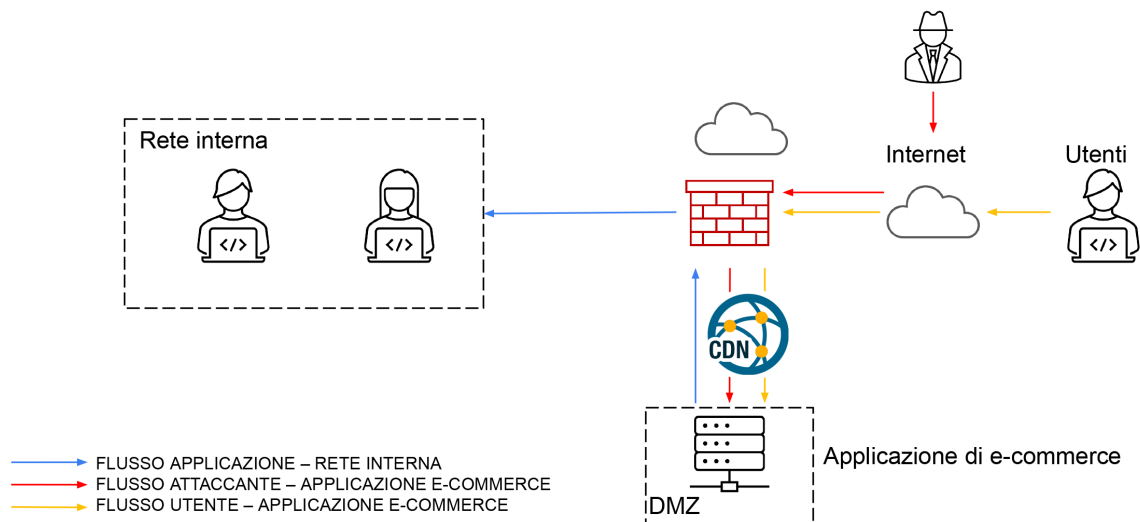 Rete interna
Internet
Utenti
CDN
Applicazione di e-commerce
DMZ
FLUSSO APPLICAZIONE – RETE INTERNA
FLUSSO ATTACCANTE – APPLICAZIONE E-COMMERCE
FLUSSO UTENTE – APPLICAZIONE E-COMMERCE